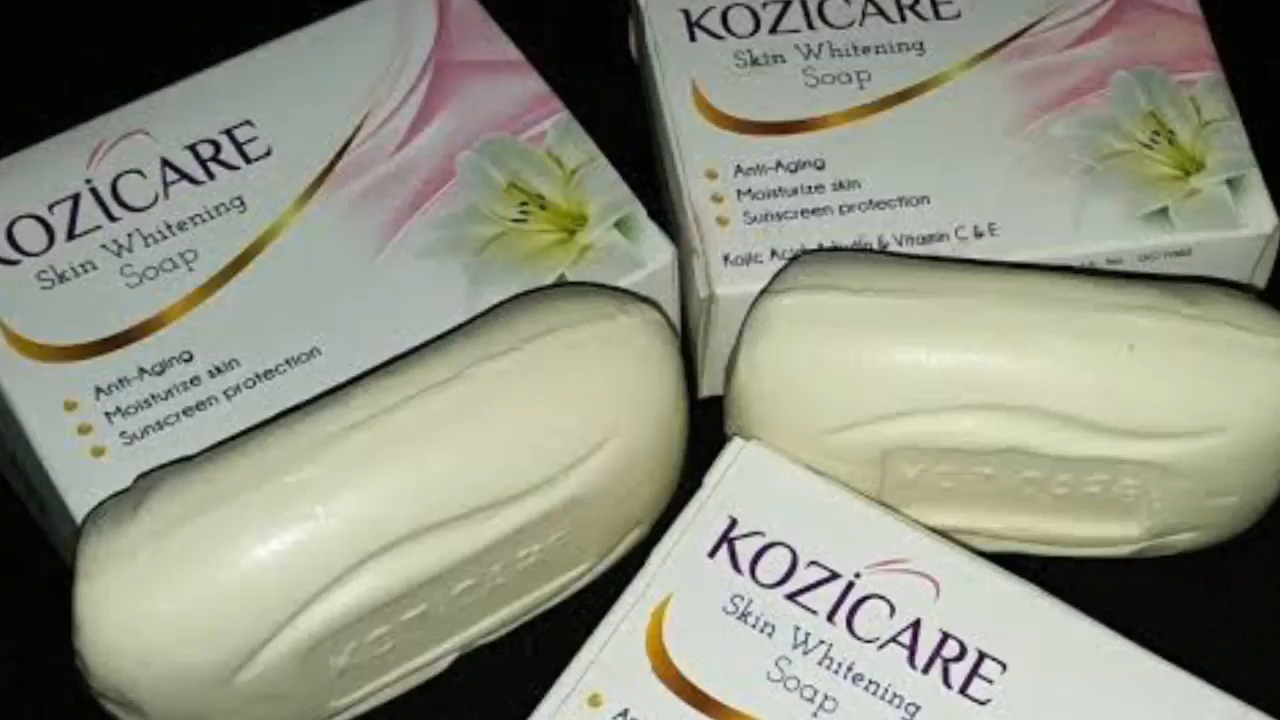 KOZiCARE
Skin Whitening
Soap
Anti-Aging
Moisturize skin
Sunscreen protection
KOZICARE
Skin Whitening
Soap
Anti-Aging
Moisturize skin
Sunscreen protection
Kojic Acid, & Vitamin C & E
KOZiCARE
Skin Whitening
Soap